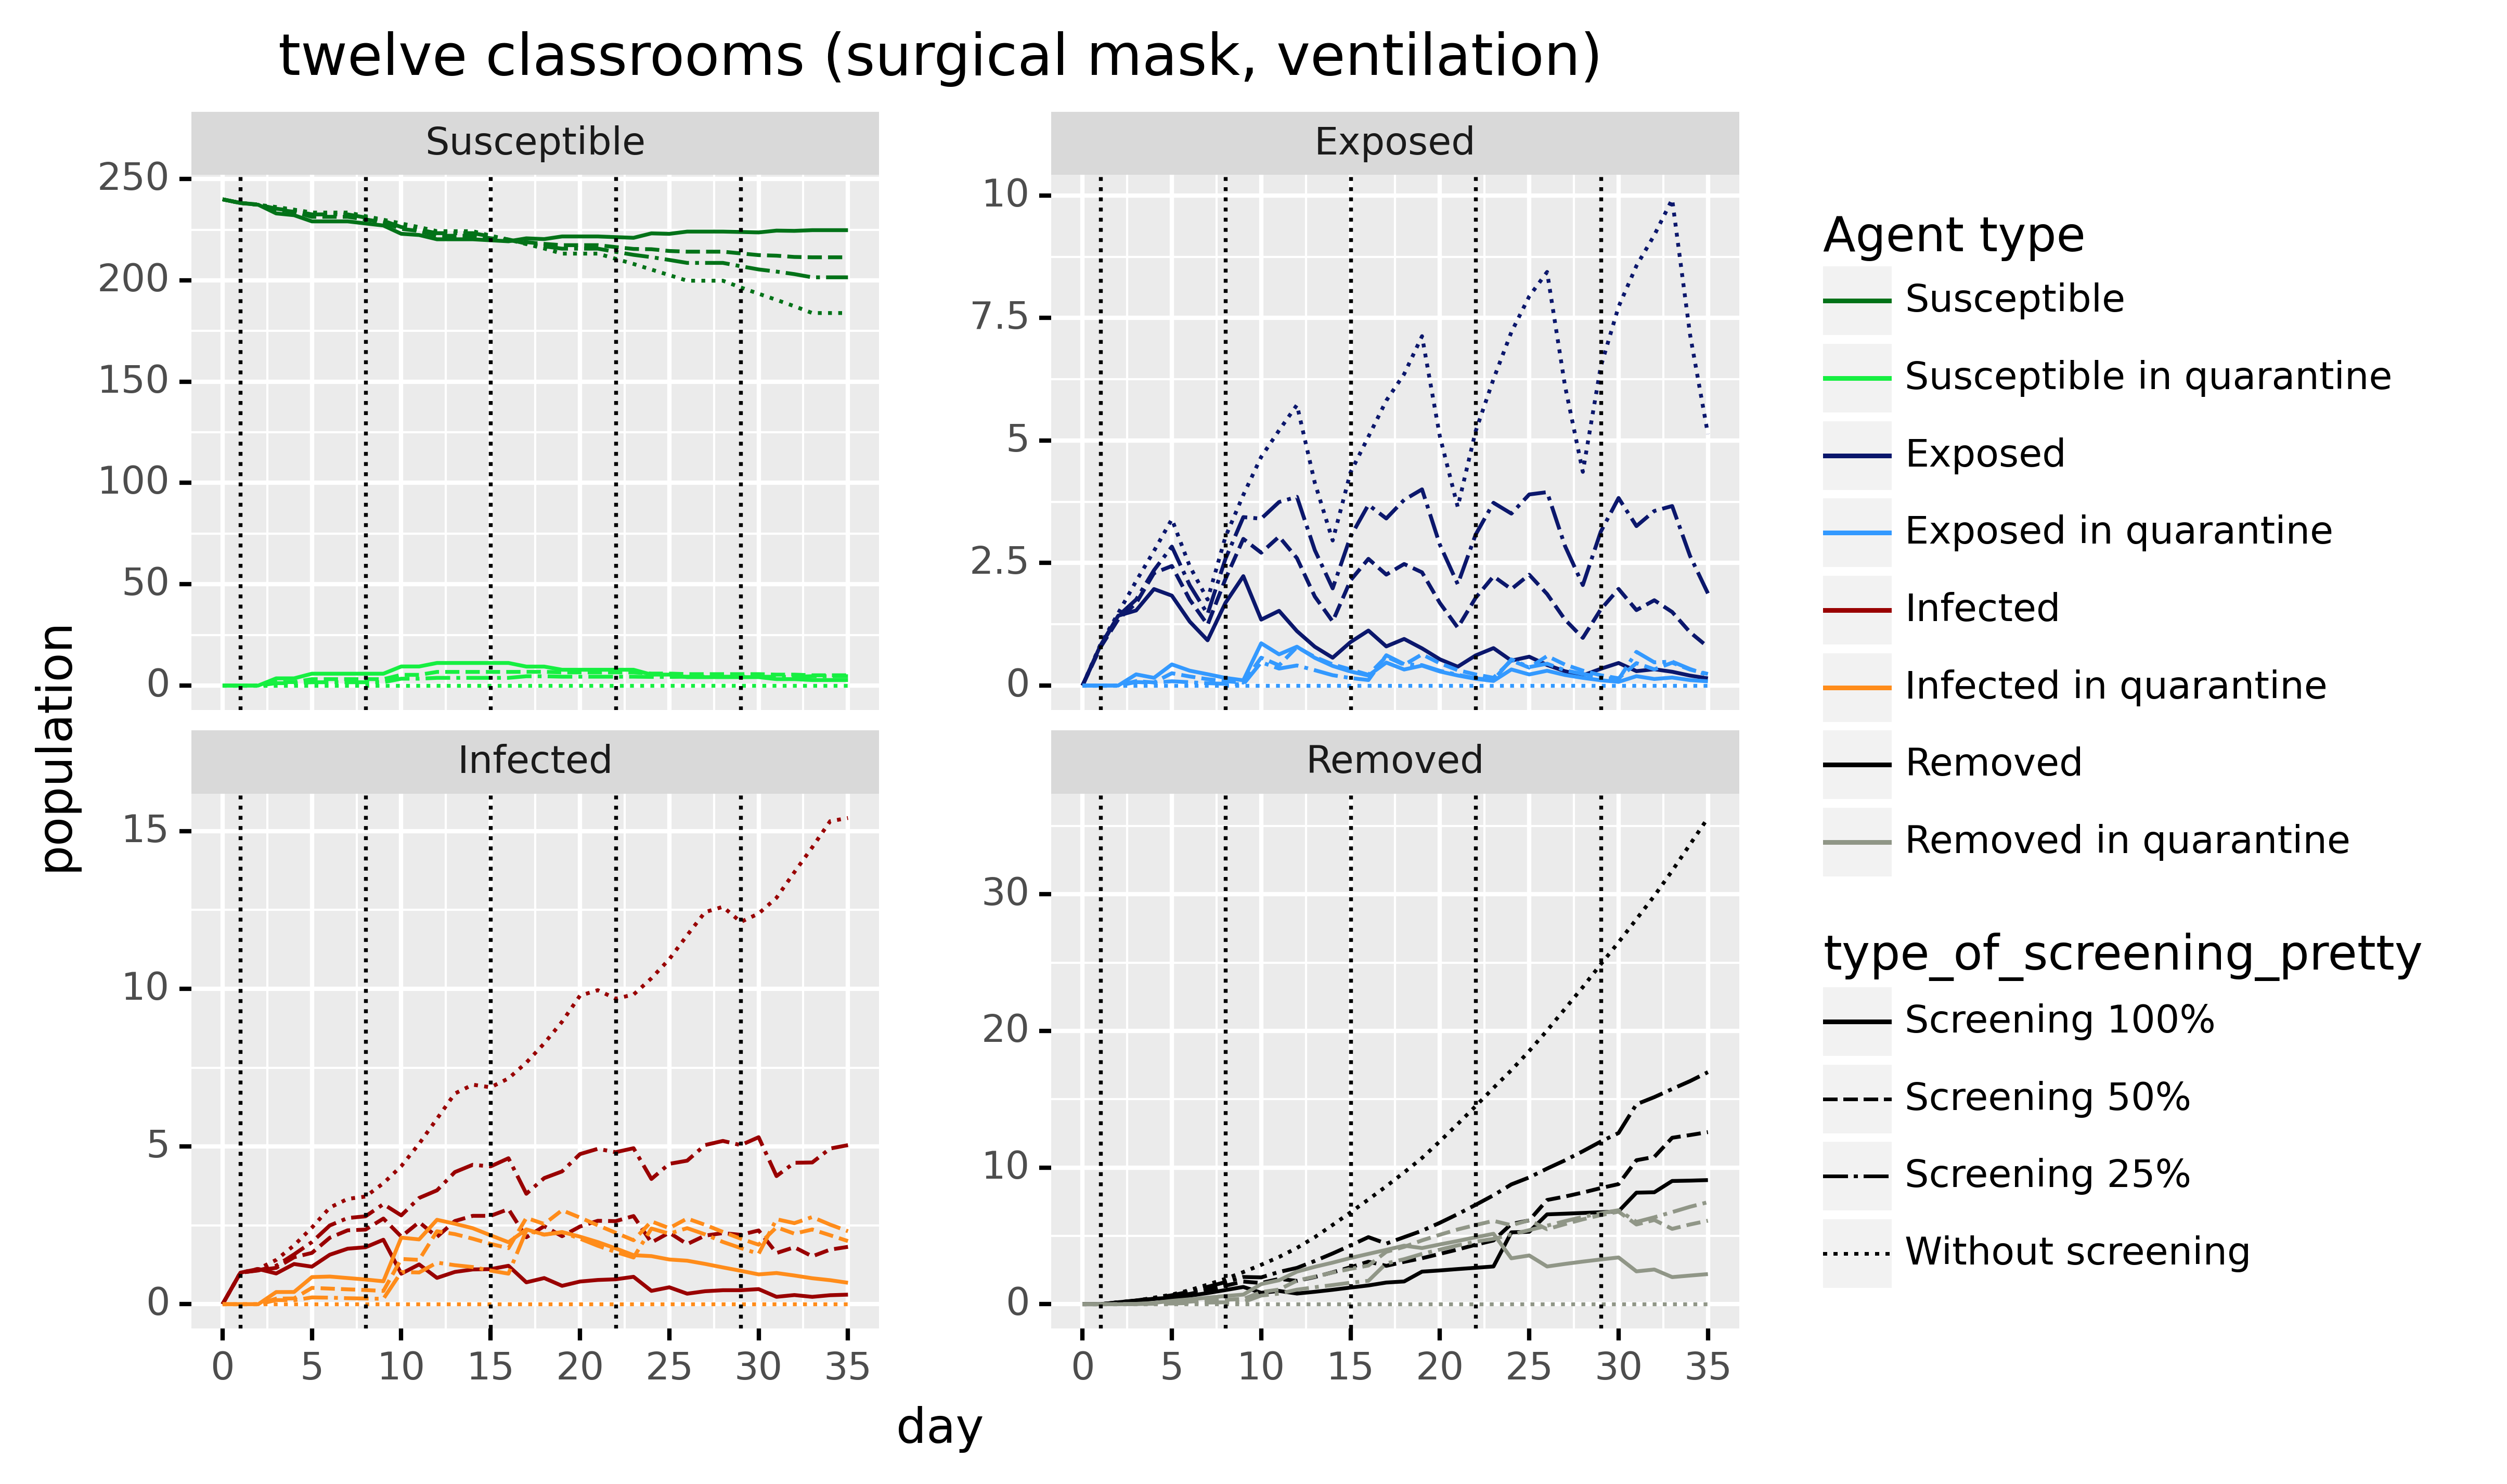 twelve classrooms (surgical mask, ventilation)
Susceptible
250
200
150
100
50
0
Exposed
10
7.5
5
2.5
0
Infected
15
10
5
0
0 5 10 15 20 25 30 35
Removed
30
20
10
0
0 5 10 15 20 25 30 35
population
day
Agent type
Susceptible
Susceptible in quarantine
Exposed
Exposed in quarantine
Infected
Infected in quarantine
Removed
Removed in quarantine
type_of_screening_pretty
Screening 100%
Screening 50%
Screening 25%
Without screening